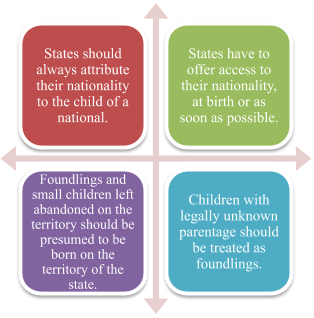 States should
always attribute
their nationality
to the child of a
national.
States have to
offer access to
their nationality,
at birth or as
soon as possible.
Foundlings and
small children left
abandoned on the
territory should be
presumed to be
born on the
territory of the
state.
Children with
legally unknown
parentage should
be treated as
foundlings.